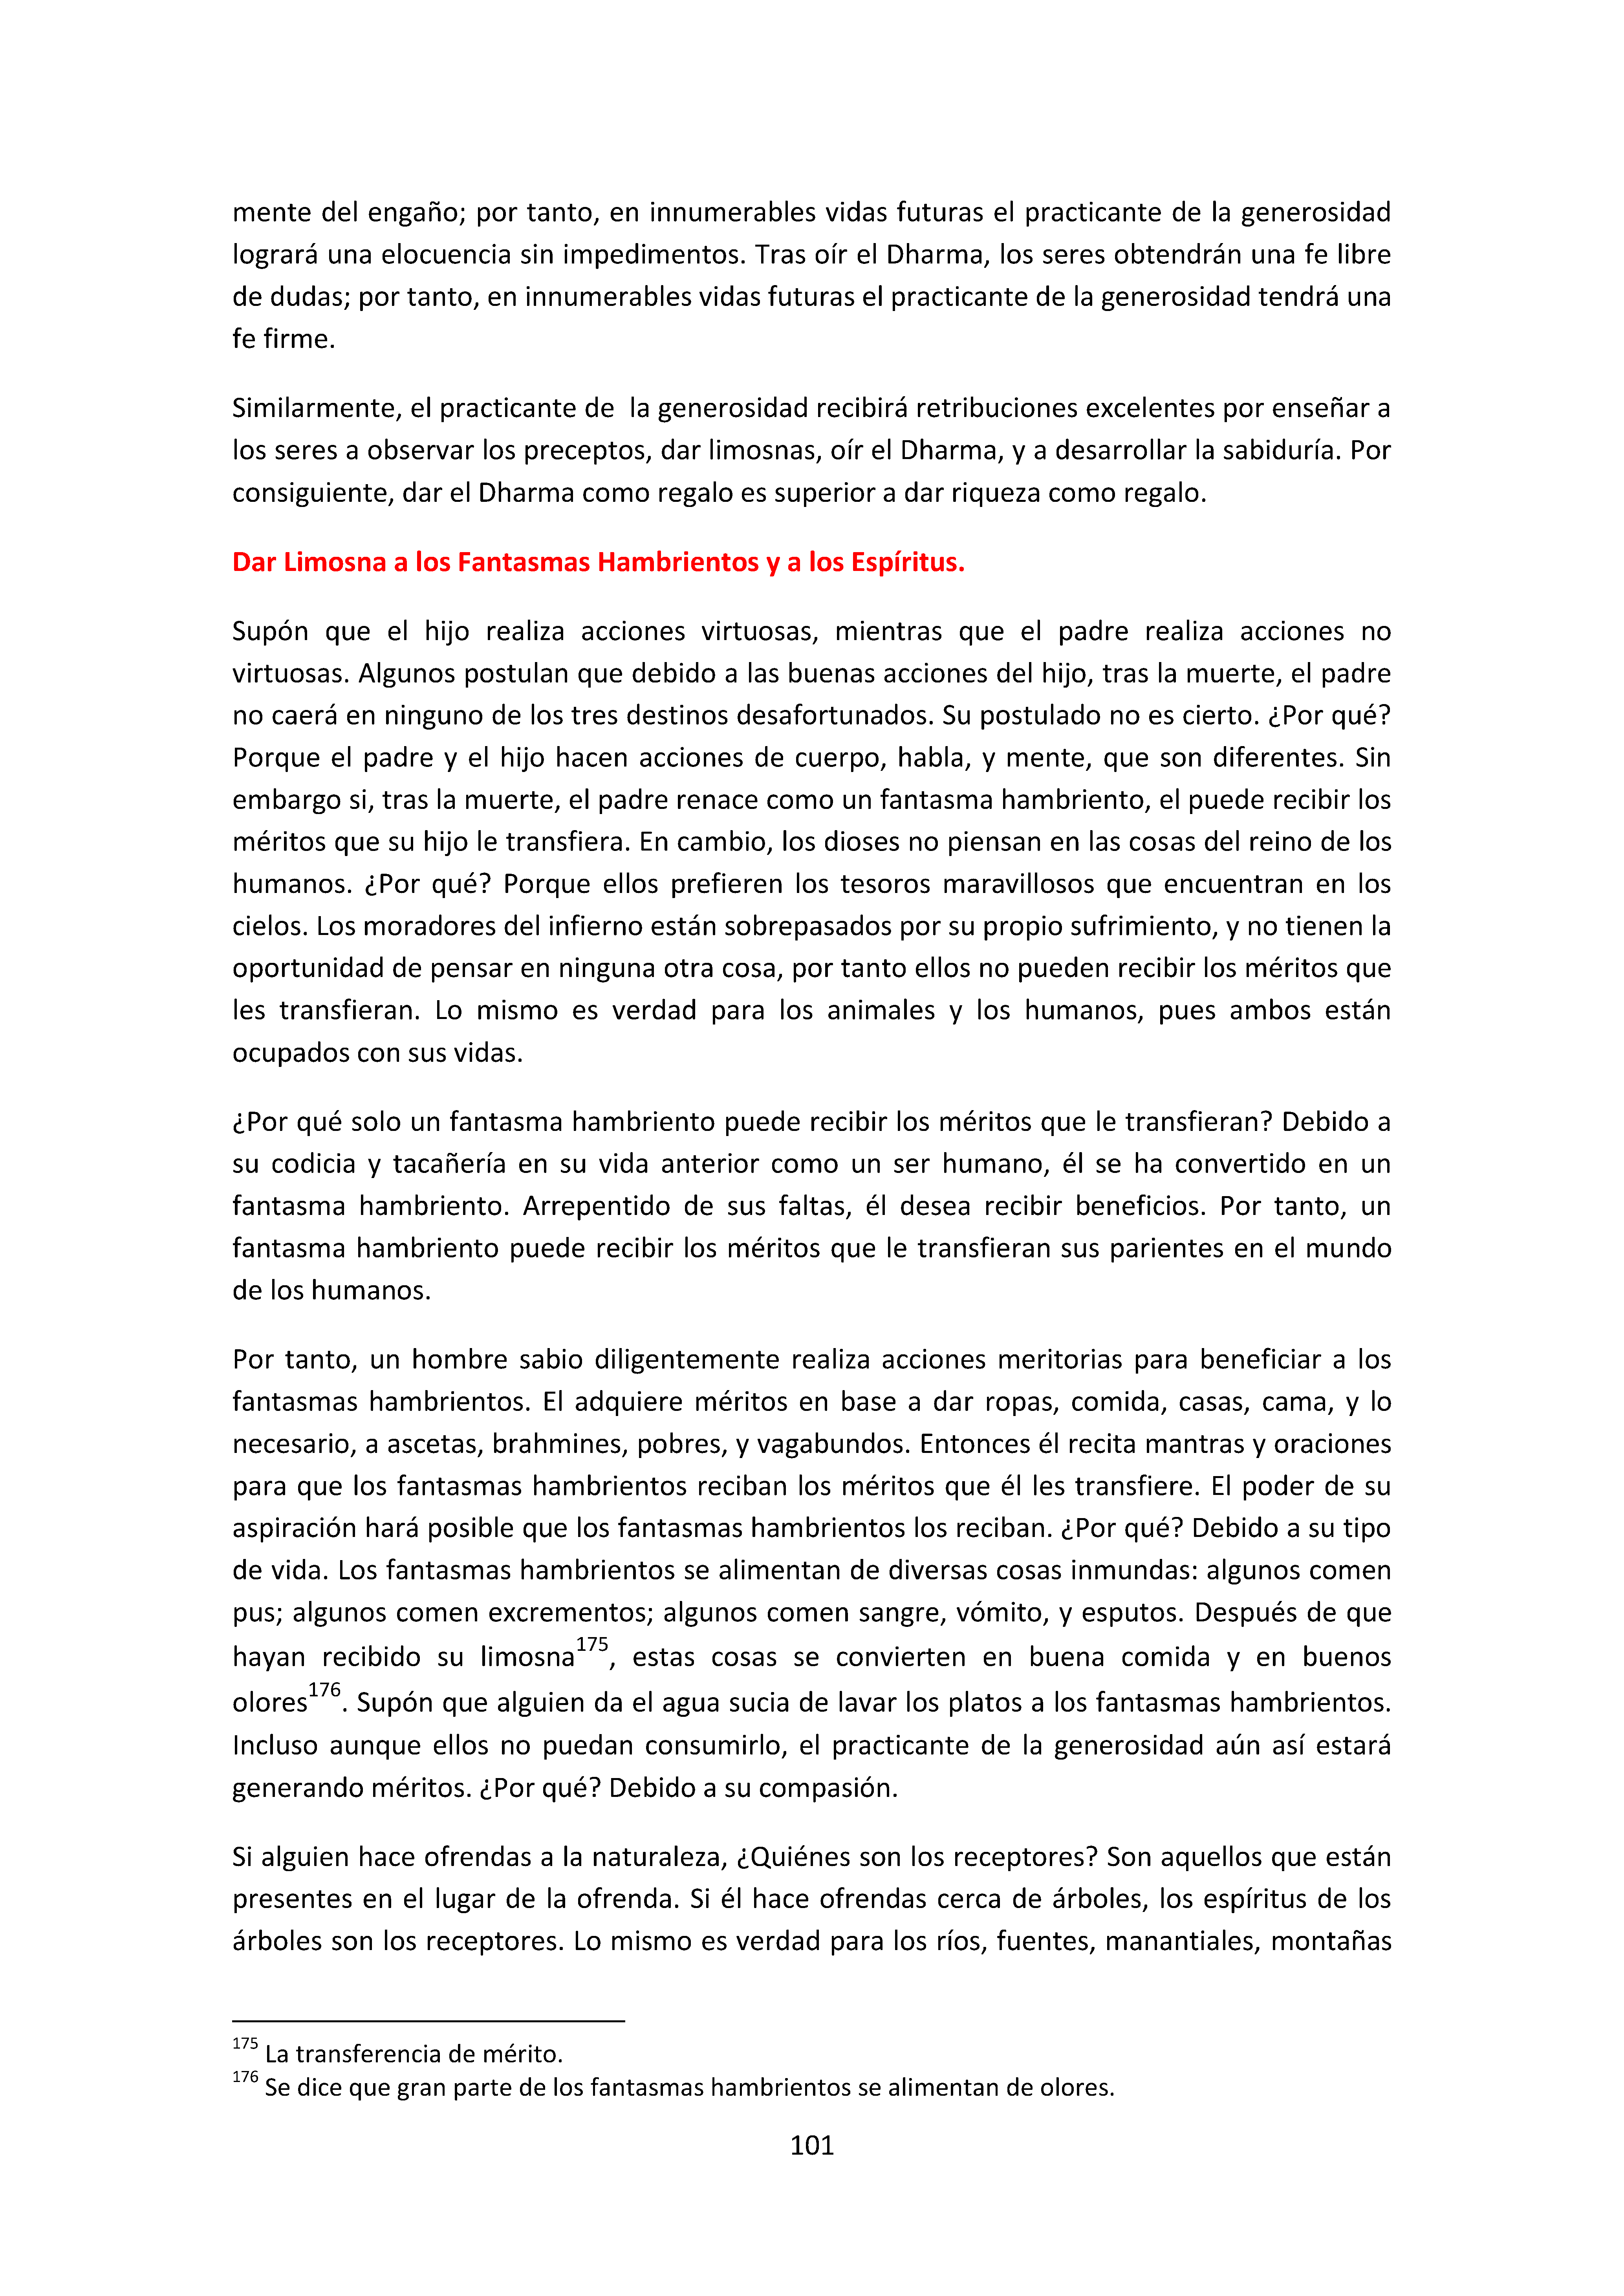 mente del engaño; por tanto, en innumerables vidas futuras el practicante de la generosidad
logrará una elocuencia sin impedimentos. Tras oír el Dharma, los seres obtendrán una fe libre
de dudas; por tanto, en innumerables vidas futuras el practicante de la generosidad tendrá una
fe firme.
Similarmente, el practicante de  la generosidad recibirá retribuciones excelentes por enseñar a
los seres a observar los preceptos, dar limosnas, oír el Dharma, y a desarrollar la sabiduría. Por
consiguiente, dar el Dharma como regalo es superior a dar riqueza como regalo.
Dar Limosna a los Fantasmas Hambrientos y a los Espíritus.
Supón que el hijo realiza acciones virtuosas, mientras que el padre realiza acciones no
virtuosas. Algunos postulan que debido a las buenas acciones del hijo, tras la muerte, el padre
no caerá en ninguno de los tres destinos desafortunados. Su postulado no es cierto. ¿Por qué?
Porque el padre y el hijo hacen acciones de cuerpo, habla, y mente, que son diferentes. Sin
embargo si, tras la muerte, el padre renace como un fantasma hambriento, el puede recibir los
méritos que su hijo le transfiera. En cambio, los dioses no piensan en las cosas del reino de los
humanos. ¿Por qué? Porque ellos prefieren los tesoros maravillosos que encuentran en los
cielos. Los moradores del infierno están sobrepasados por su propio sufrimiento, y no tienen la
oportunidad de pensar en ninguna otra cosa, por tanto ellos no pueden recibir los méritos que
les transfieran. Lo mismo es verdad para los animales y los humanos, pues ambos están
ocupados con sus vidas.
¿Por qué solo un fantasma hambriento puede recibir los méritos que le transfieran? Debido a
su codicia y tacañería en su vida anterior como un ser humano, él se ha convertido en un
fantasma hambriento. Arrepentido de sus faltas, él desea recibir beneficios. Por tanto, un
fantasma hambriento puede recibir los méritos que le transfieran sus parientes en el mundo
de los humanos.
Por tanto, un hombre sabio diligentemente realiza acciones meritorias para beneficiar a los
fantasmas hambrientos. El adquiere méritos en base a dar ropas, comida, casas, cama, y lo
necesario, a ascetas, brahmines, pobres, y vagabundos. Entonces él recita mantras y oraciones
para que los fantasmas hambrientos reciban los méritos que él les transfiere. El poder de su
aspiración hará posible que los fantasmas hambrientos los reciban. ¿Por qué? Debido a su tipo
de vida. Los fantasmas hambrientos se alimentan de diversas cosas inmundas: algunos comen
pus; algunos comen excrementos; algunos comen sangre, vómito, y esputos. Después de que
hayan recibido su limosna175, estas cosas se convierten en buena comida y en buenos
olores176. Supón que alguien da el agua sucia de lavar los platos a los fantasmas hambrientos.
Incluso aunque ellos no puedan consumirlo, el practicante de la generosidad aún así estará
generando méritos. ¿Por qué? Debido a su compasión.
Si alguien hace ofrendas a la naturaleza, ¿Quiénes son los receptores? Son aquellos que están
presentes en el lugar de la ofrenda. Si él hace ofrendas cerca de árboles, los espíritus de los
árboles son los receptores. Lo mismo es verdad para los ríos, fuentes, manantiales, montañas
175 La transferencia de mérito.
176 Se dice que gran parte de los fantasmas hambrientos se alimentan de olores.
101